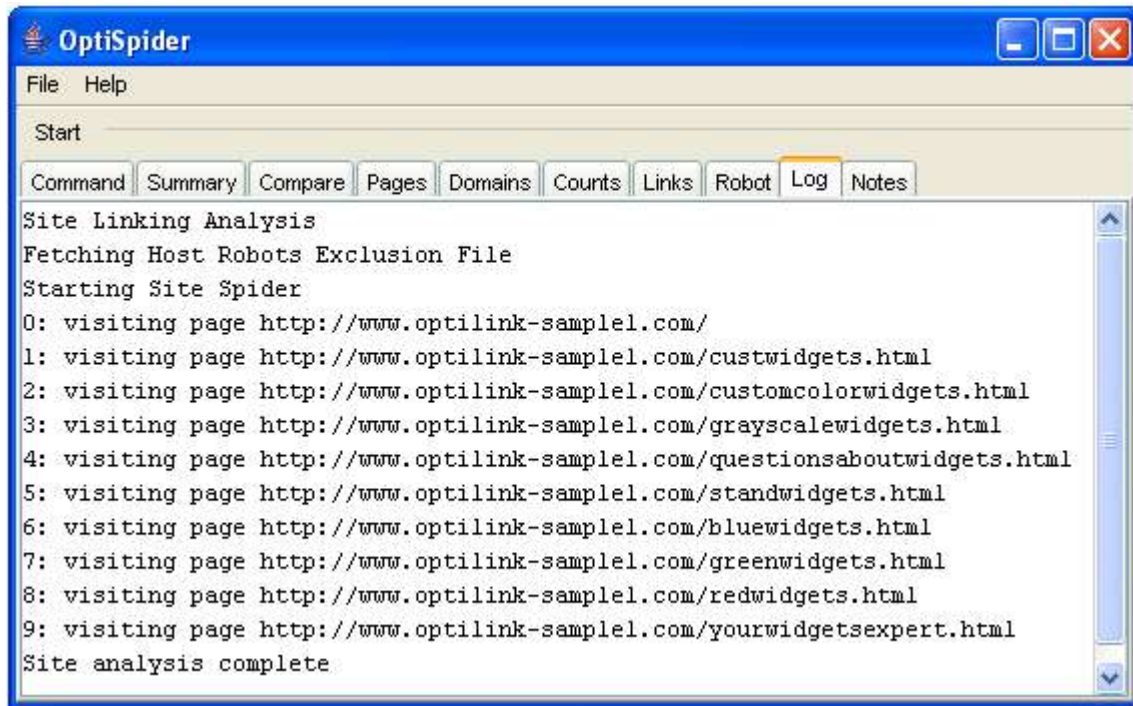 OptiSpider
File Help
Start
Command Summary Compare Pages Domains Counts Links Robot Log Notes
Site Linking Analysis
Fetching Host Robots Exclusion File
Starting Site Spider
0: visiting page http://www.optilink-sample1.com/
1: visiting page http://www.optilink-sample1.com/custwidgets.html
2: visiting page http://www.optilink-sample1.com/customcolorwidgets.html
3: visiting page http://www.optilink-sample1.com/grayscalewidgets.html
4: visiting page http://www.optilink-sample1.com/questionsaboutwidgets.html
5: visiting page http://www.optilink-sample1.com/standwidgets.html
6: visiting page http://www.optilink-sample1.com/bluewidgets.html
7: visiting page http://www.optilink-sample1.com/greenwidgets.html
8: visiting page http://www.optilink-sample1.com/redwidgets.html
9: visiting page http://www.optilink-sample1.com/yourwidgetsexpert.html
Site analysis complete